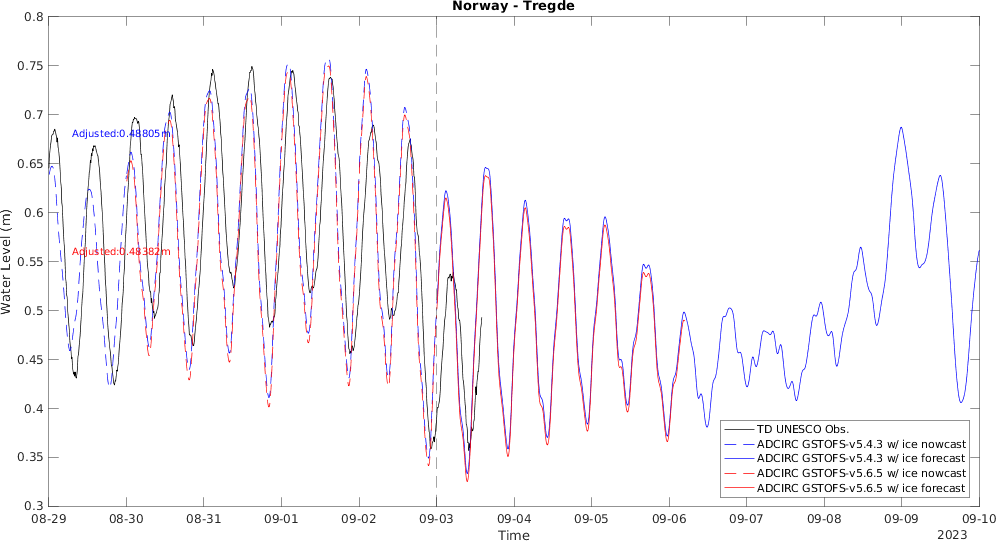 Norway - Tregde
0.8
0.75
0.7
0.65
0.6
0.55
0.5
0.45
0.4
0.35
0.3
Water Level (m)
Adjusted:0.48805m
Adjusted:0.48382m
TD UNESCO Obs.
ADCIRC GSTOFS-v5.4.3 w/ ice nowcast
ADCIRC GSTOFS-v5.4.3 w/ ice forecast
ADCIRC GSTOFS-v5.6.5 w/ ice nowcast
ADCIRC GSTOFS-v5.6.5 w/ ice forecast
08-29 08-30 08-31 09-01 09-02 09-03 09-04 09-05 09-06 09-07 09-08 09-09 09-10
Time
2023